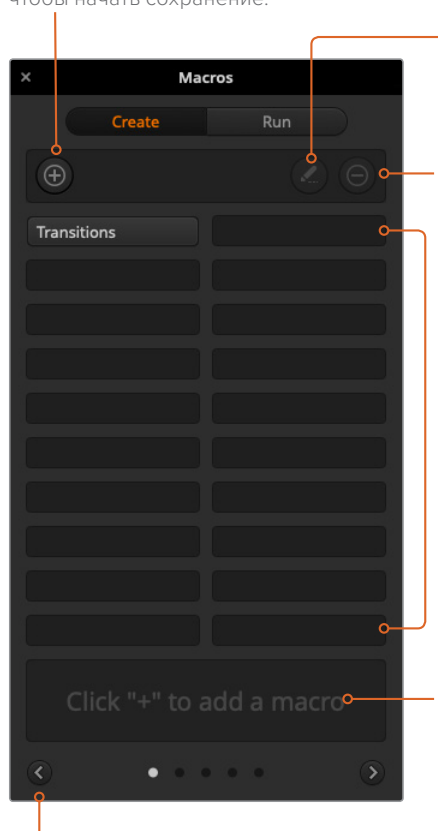 чтобы начать сохранение.
× Macros
Create Run
Transitions
Click "+" to add a macro